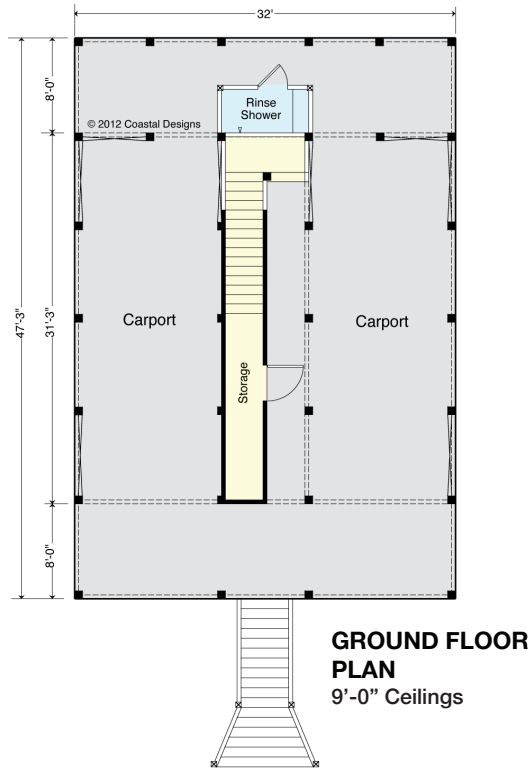 32'
8'-0"
Rinse
Shower
© 2012 Coastal Designs
47'-3"
31'-3"
Carport
Carport
Storage
8'-0"
GROUND FLOOR
PLAN
9'-0" Ceilings